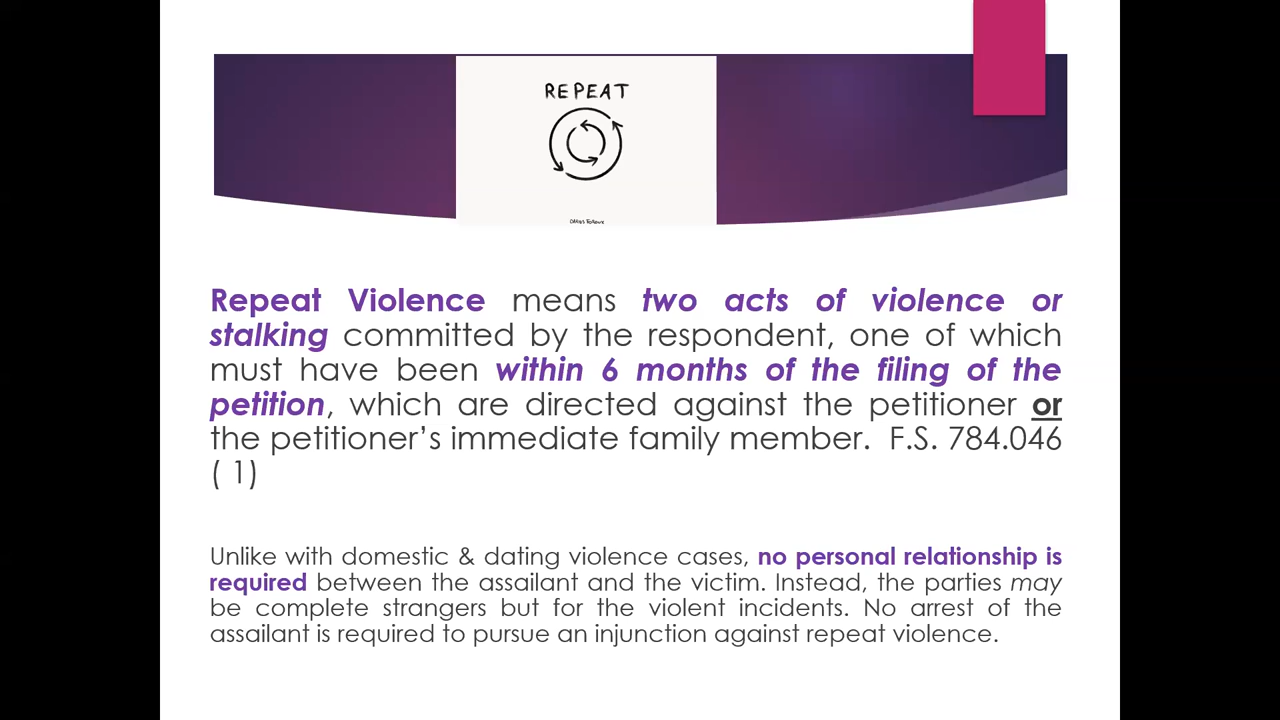 REPEAT
Repeat Violence means two acts of violence or
stalking committed by the respondent, one of which
must have been within 6 months of the filing of the
petition, which are directed against the petitioner or
the petitioner’s immediate family member.  F.S. 784.046
( 1)
Unlike with domestic & dating violence cases, no personal relationship is
required between the assailant and the victim. Instead, the parties may
be complete strangers but for the violent incidents. No arrest of the
assailant is required to pursue an injunction against repeat violence.